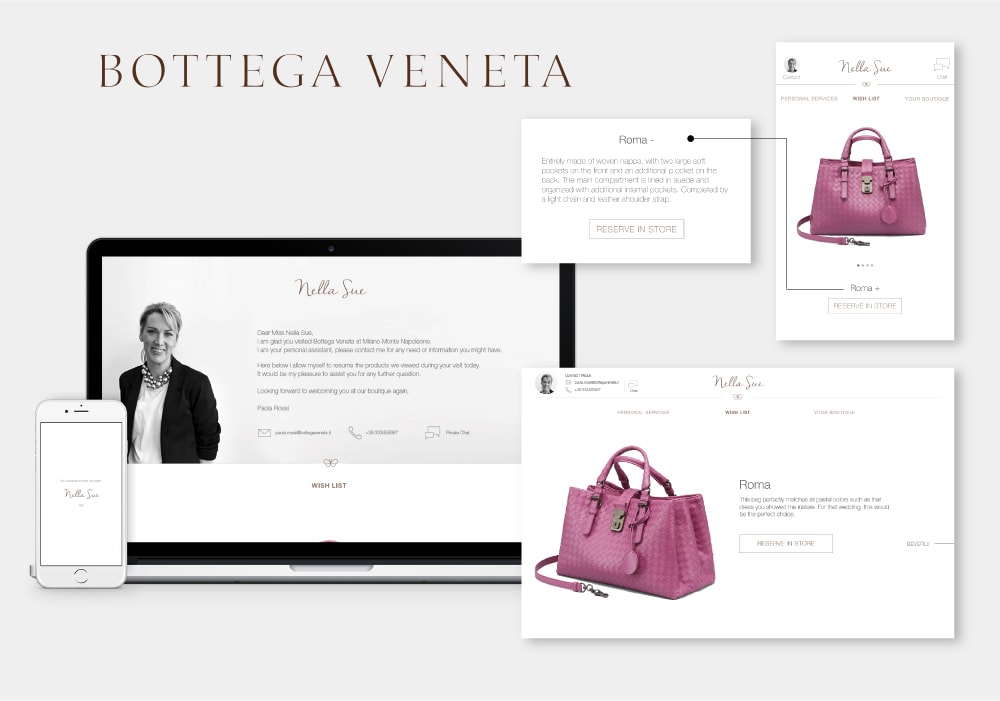 BOTTEGA VENETA
Contact
Nella Sue
Chat
PERSONAL SERVICES
WISH LIST
YOUR BOUTIQUE
Roma +
RESERVE IN STORE
Roma -
Entirely made of woven nappa, with two large soft
pockets on the front and an additional p ocket on the
back. The main compartment is lined in suede and
organized with additional internal pockets. Completed by
a light chain and leather shoulder strap.
RESERVE IN STORE
Nella Sue
Dear Miss Nella Sue,
I am glad you visited Bottega Veneta at Milano Monte Napoleone.
I am your personal assistant, please contact me for any need or information you might have.
Here below I allow myself to resume the products we viewed during your visit today.
It would be my pleasure to assist you for any further question.
Looking forward to welcoming you at our boutique again,
Paola Rossi
paola.rossi@bottegaveneta.it
Private Chat
WISH LIST
Nella Sue
CONTACT PAOLA
paola.rossi@bottegaveneta.it
Chat
Nella Sue
PERSONAL SERVICES
WISH LIST
YOUR BOUTIQUE
Roma
This bag perfectly matches all pastel colors such as that
dress you showed me instore. For that wedding, this would
be the perfect choice.
RESERVE IN STORE
BEVERLY